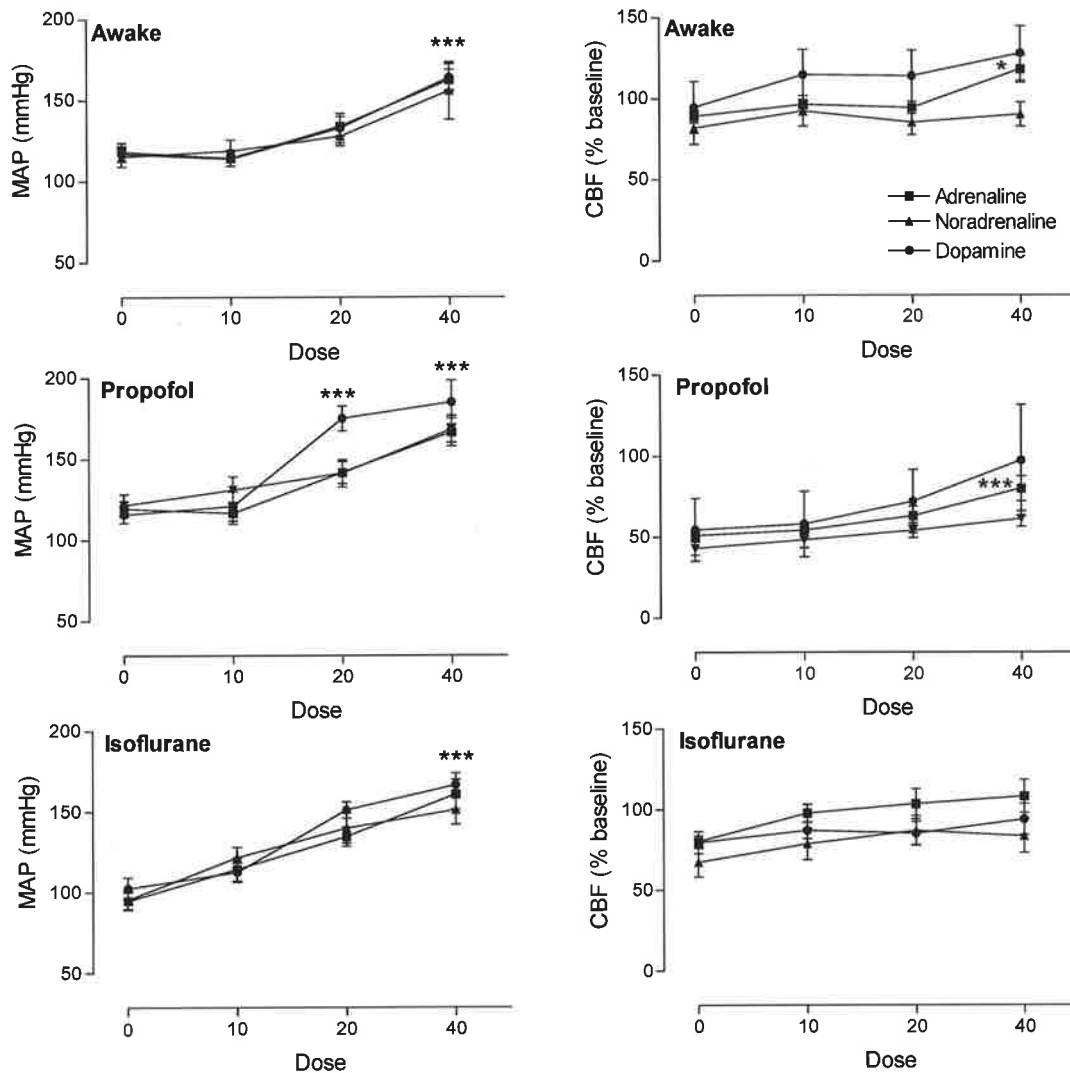 Awake
200
150
100
50
MAP (mmHg)
***
0 10 20 40
Dose
Awake
150
100
50
0
CBF (% baseline)
*
Adrenaline
Noradrenaline
Dopamine
0 10 20 40
Dose
Propofol
200
150
100
50
MAP (mmHg)
*** ***
0 10 20 40
Dose
Propofol
150
100
50
0
CBF (% baseline)
***
0 10 20 40
Dose
Isoflurane
200
150
100
50
MAP (mmHg)
***
0 10 20 40
Dose
Isoflurane
150
100
50
0
CBF (% baseline)
0 10 20 40
Dose